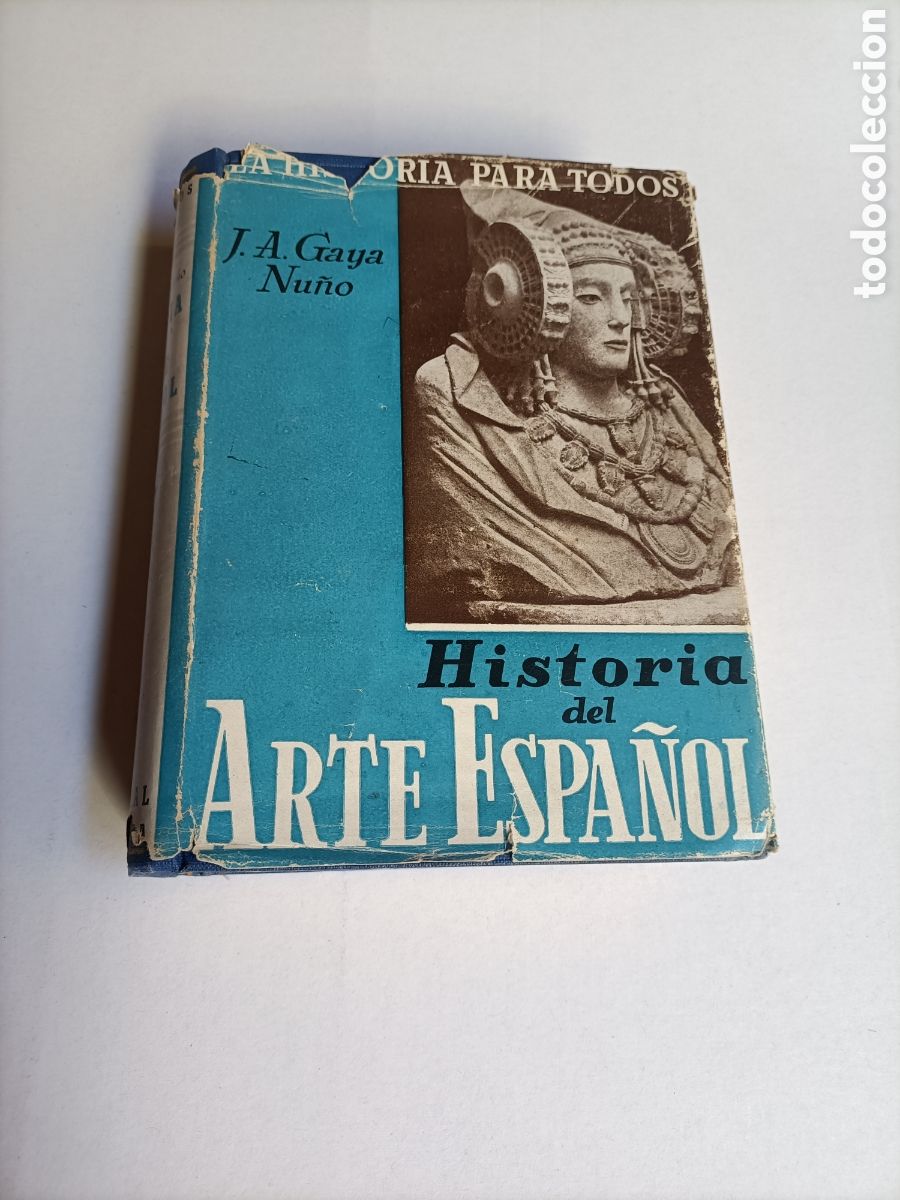 LA HISTORIA PARA TODOS
J. A. Gaya
Nuño
Historia
del
ARTE ESPAÑOL
todocoleccion